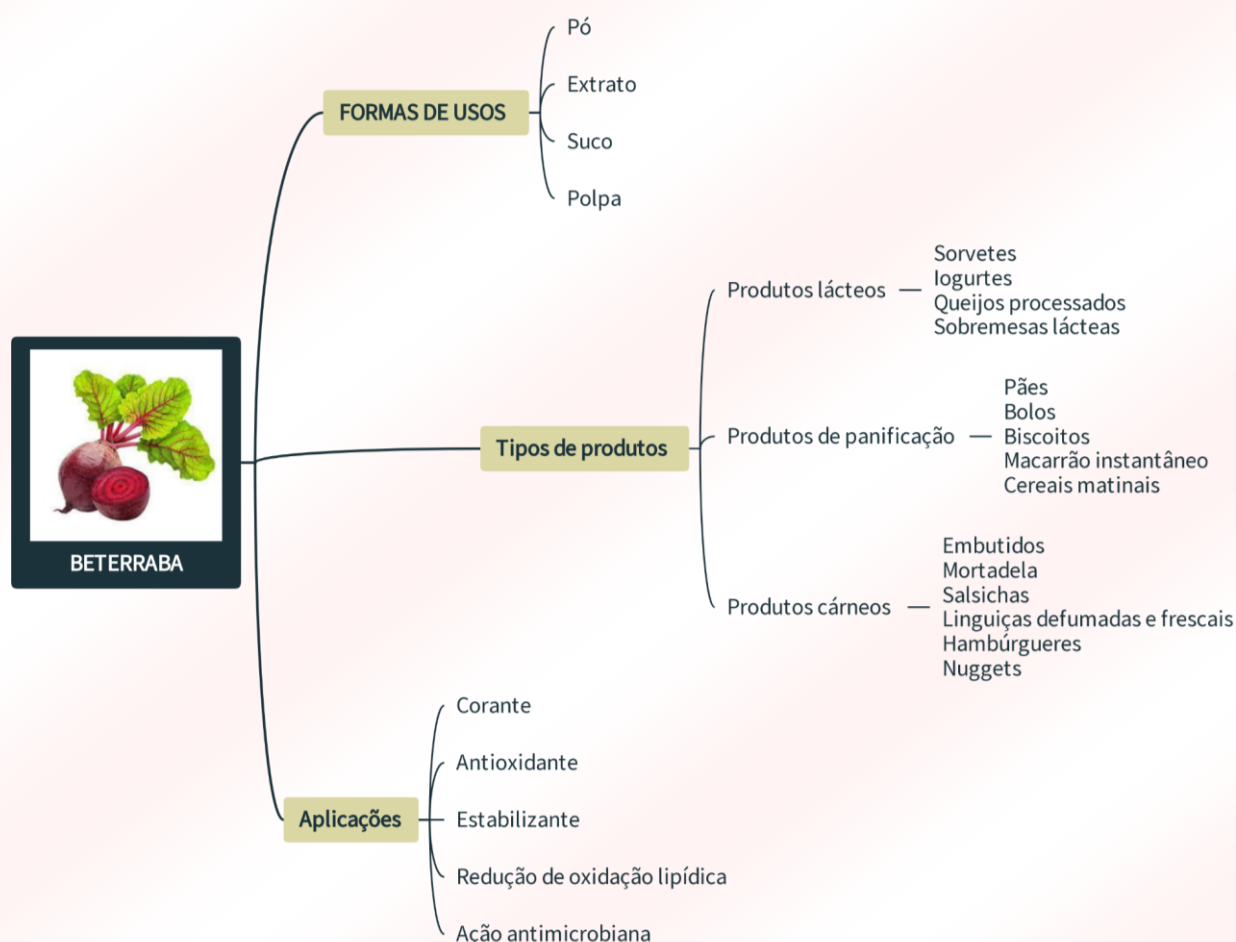 BETERRABA
FORMAS DE USOS
Pó
Extrato
Suco
Polpa
Tipos de produtos
Produtos lácteos
Sorvetes
Iogurtes
Queijos processados
Sobremesas lácteas
Produtos de panificação
Pães
Bolos
Biscoitos
Macarrão instantâneo
Cereais matinais
Produtos cárneos
Embutidos
Mortadela
Salsichas
Linguiças defumadas e frescais
Hambúrgueres
Nuggets
Aplicações
Corante
Antioxidante
Estabilizante
Redução de oxidação lipídica
Ação antimicrobiana